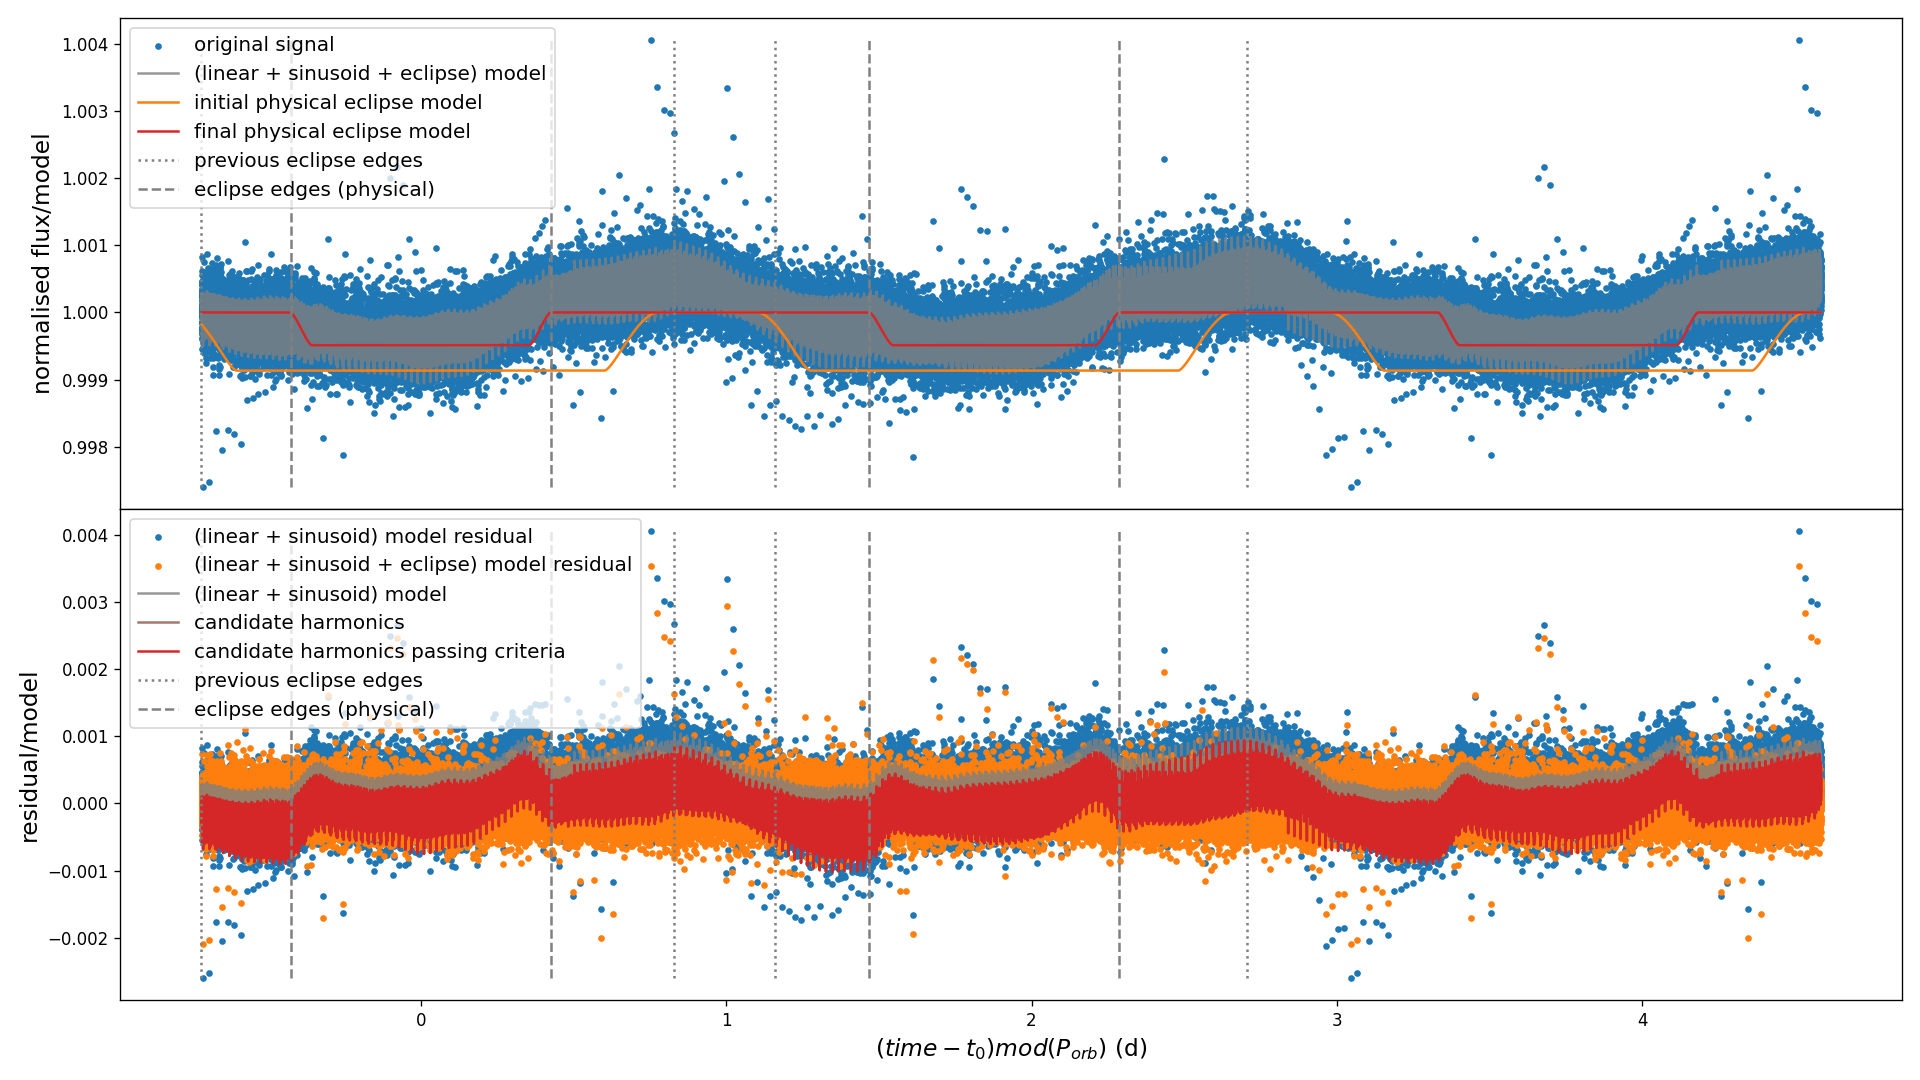 original signal
(linear + sinusoid + eclipse) model
initial physical eclipse model
final physical eclipse model
previous eclipse edges
eclipse edges (physical)
normalised flux/model
1.004
1.003
1.002
1.001
1.000
0.999
0.998
(linear + sinusoid) model residual
(linear + sinusoid + eclipse) model residual
(linear + sinusoid) model
candidate harmonics
candidate harmonics passing criteria
previous eclipse edges
eclipse edges (physical)
residual/model
0.004
0.003
0.002
0.001
0.000
−0.001
−0.002
0 1 2 3 4
(time − t0)mod(Porb) (d)